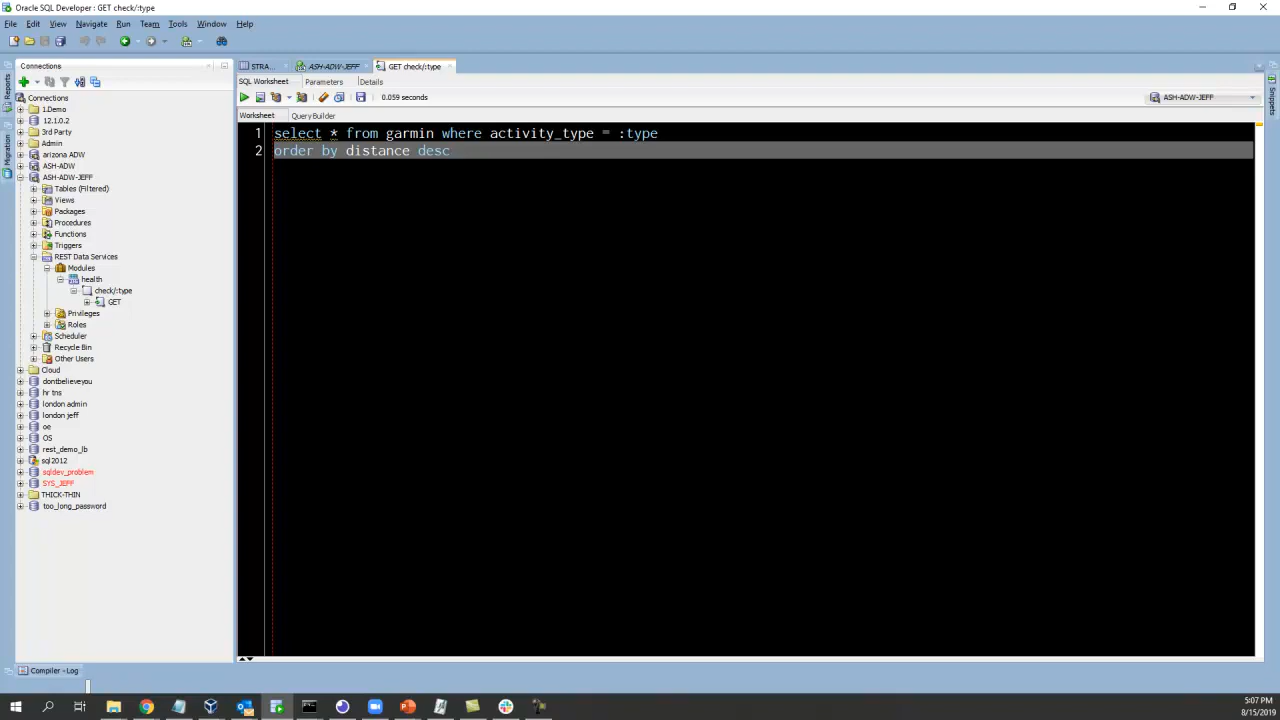 Oracle SQL Developer : GET check/:type
File Edit View Navigate Run Team Tools Window Help
Connections
STRA...
ASH-ADW-JEFF
GET check/:type
SQL Worksheet Parameters Details
0.059 seconds
ASH-ADW-JEFF
Worksheet Query Builder
Reports
Migration
Snippets
Connections
1.Demo
12.1.0.2
3rd Party
Admin
arizona ADW
ASH-ADW
ASH-ADW-JEFF
Tables (Filtered)
Views
Packages
Procedures
Functions
Triggers
REST Data Services
Modules
health
check/:type
GET
Privileges
Roles
Scheduler
Recycle Bin
Other Users
Cloud
dontbelieveyou
hr tns
london admin
london jeff
oe
OS
rest_demo_lb
sql2012
sqldev_problem
SYS_JEFF
THICK-THIN
too_long_password
1 select * from garmin where activity_type = :type
2 order by distance desc
Compiler - Log
5:07 PM
8/15/2019